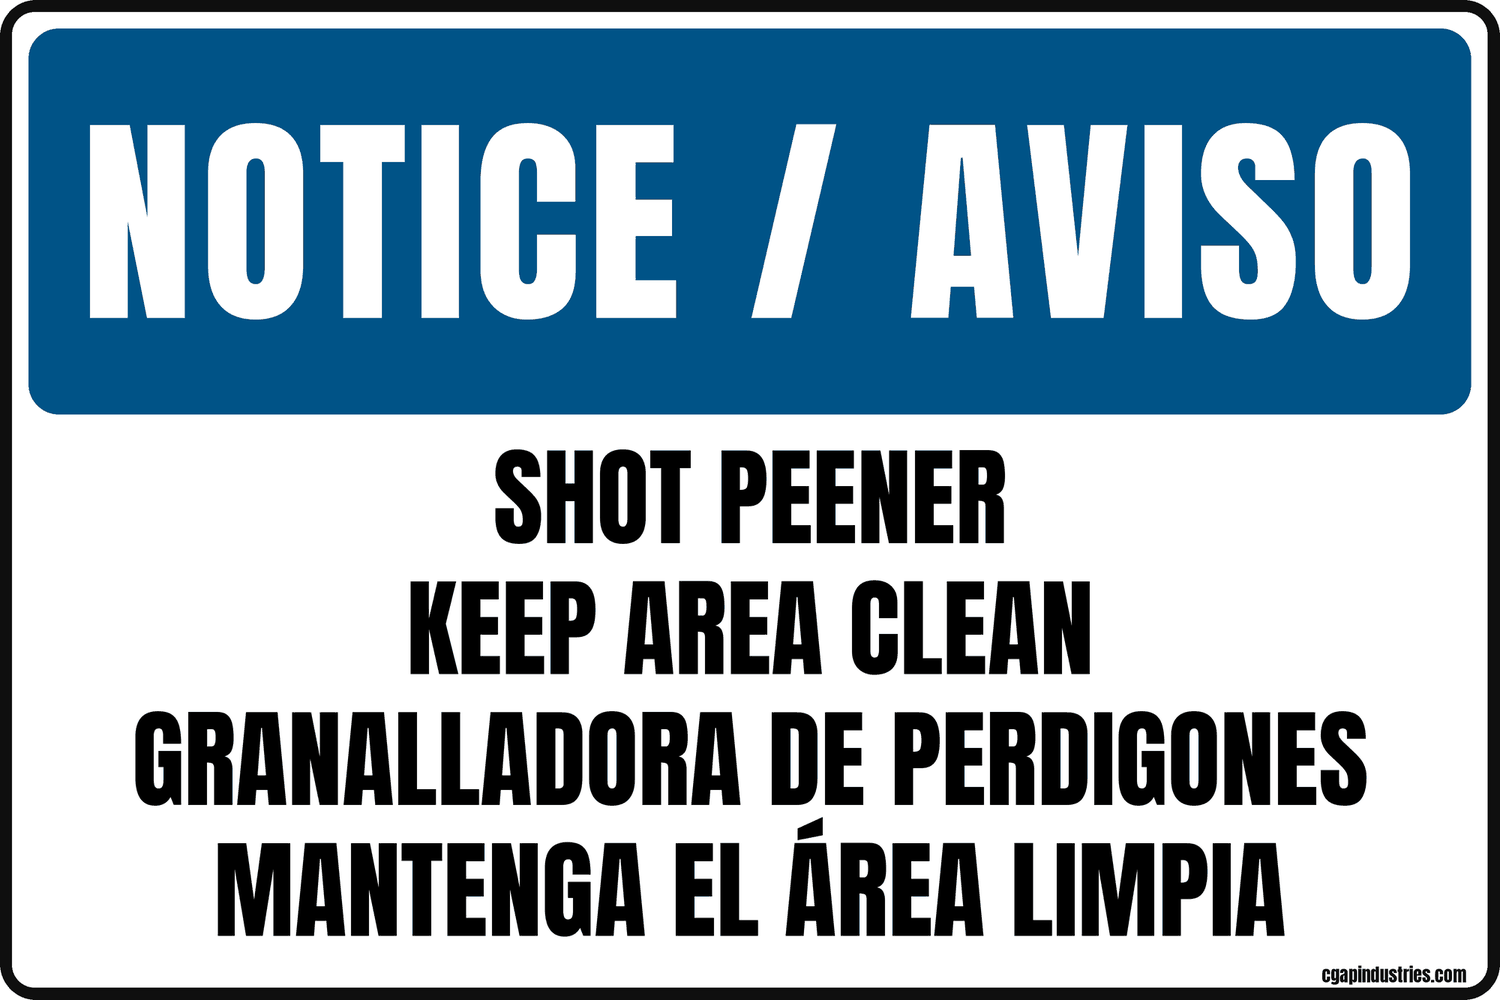 NOTICE / AVISO
SHOT PEENER
KEEP AREA CLEAN
GRANALLADORA DE PERDIGONES
MANTENGA EL ÁREA LIMPIA
cgapindustries.com